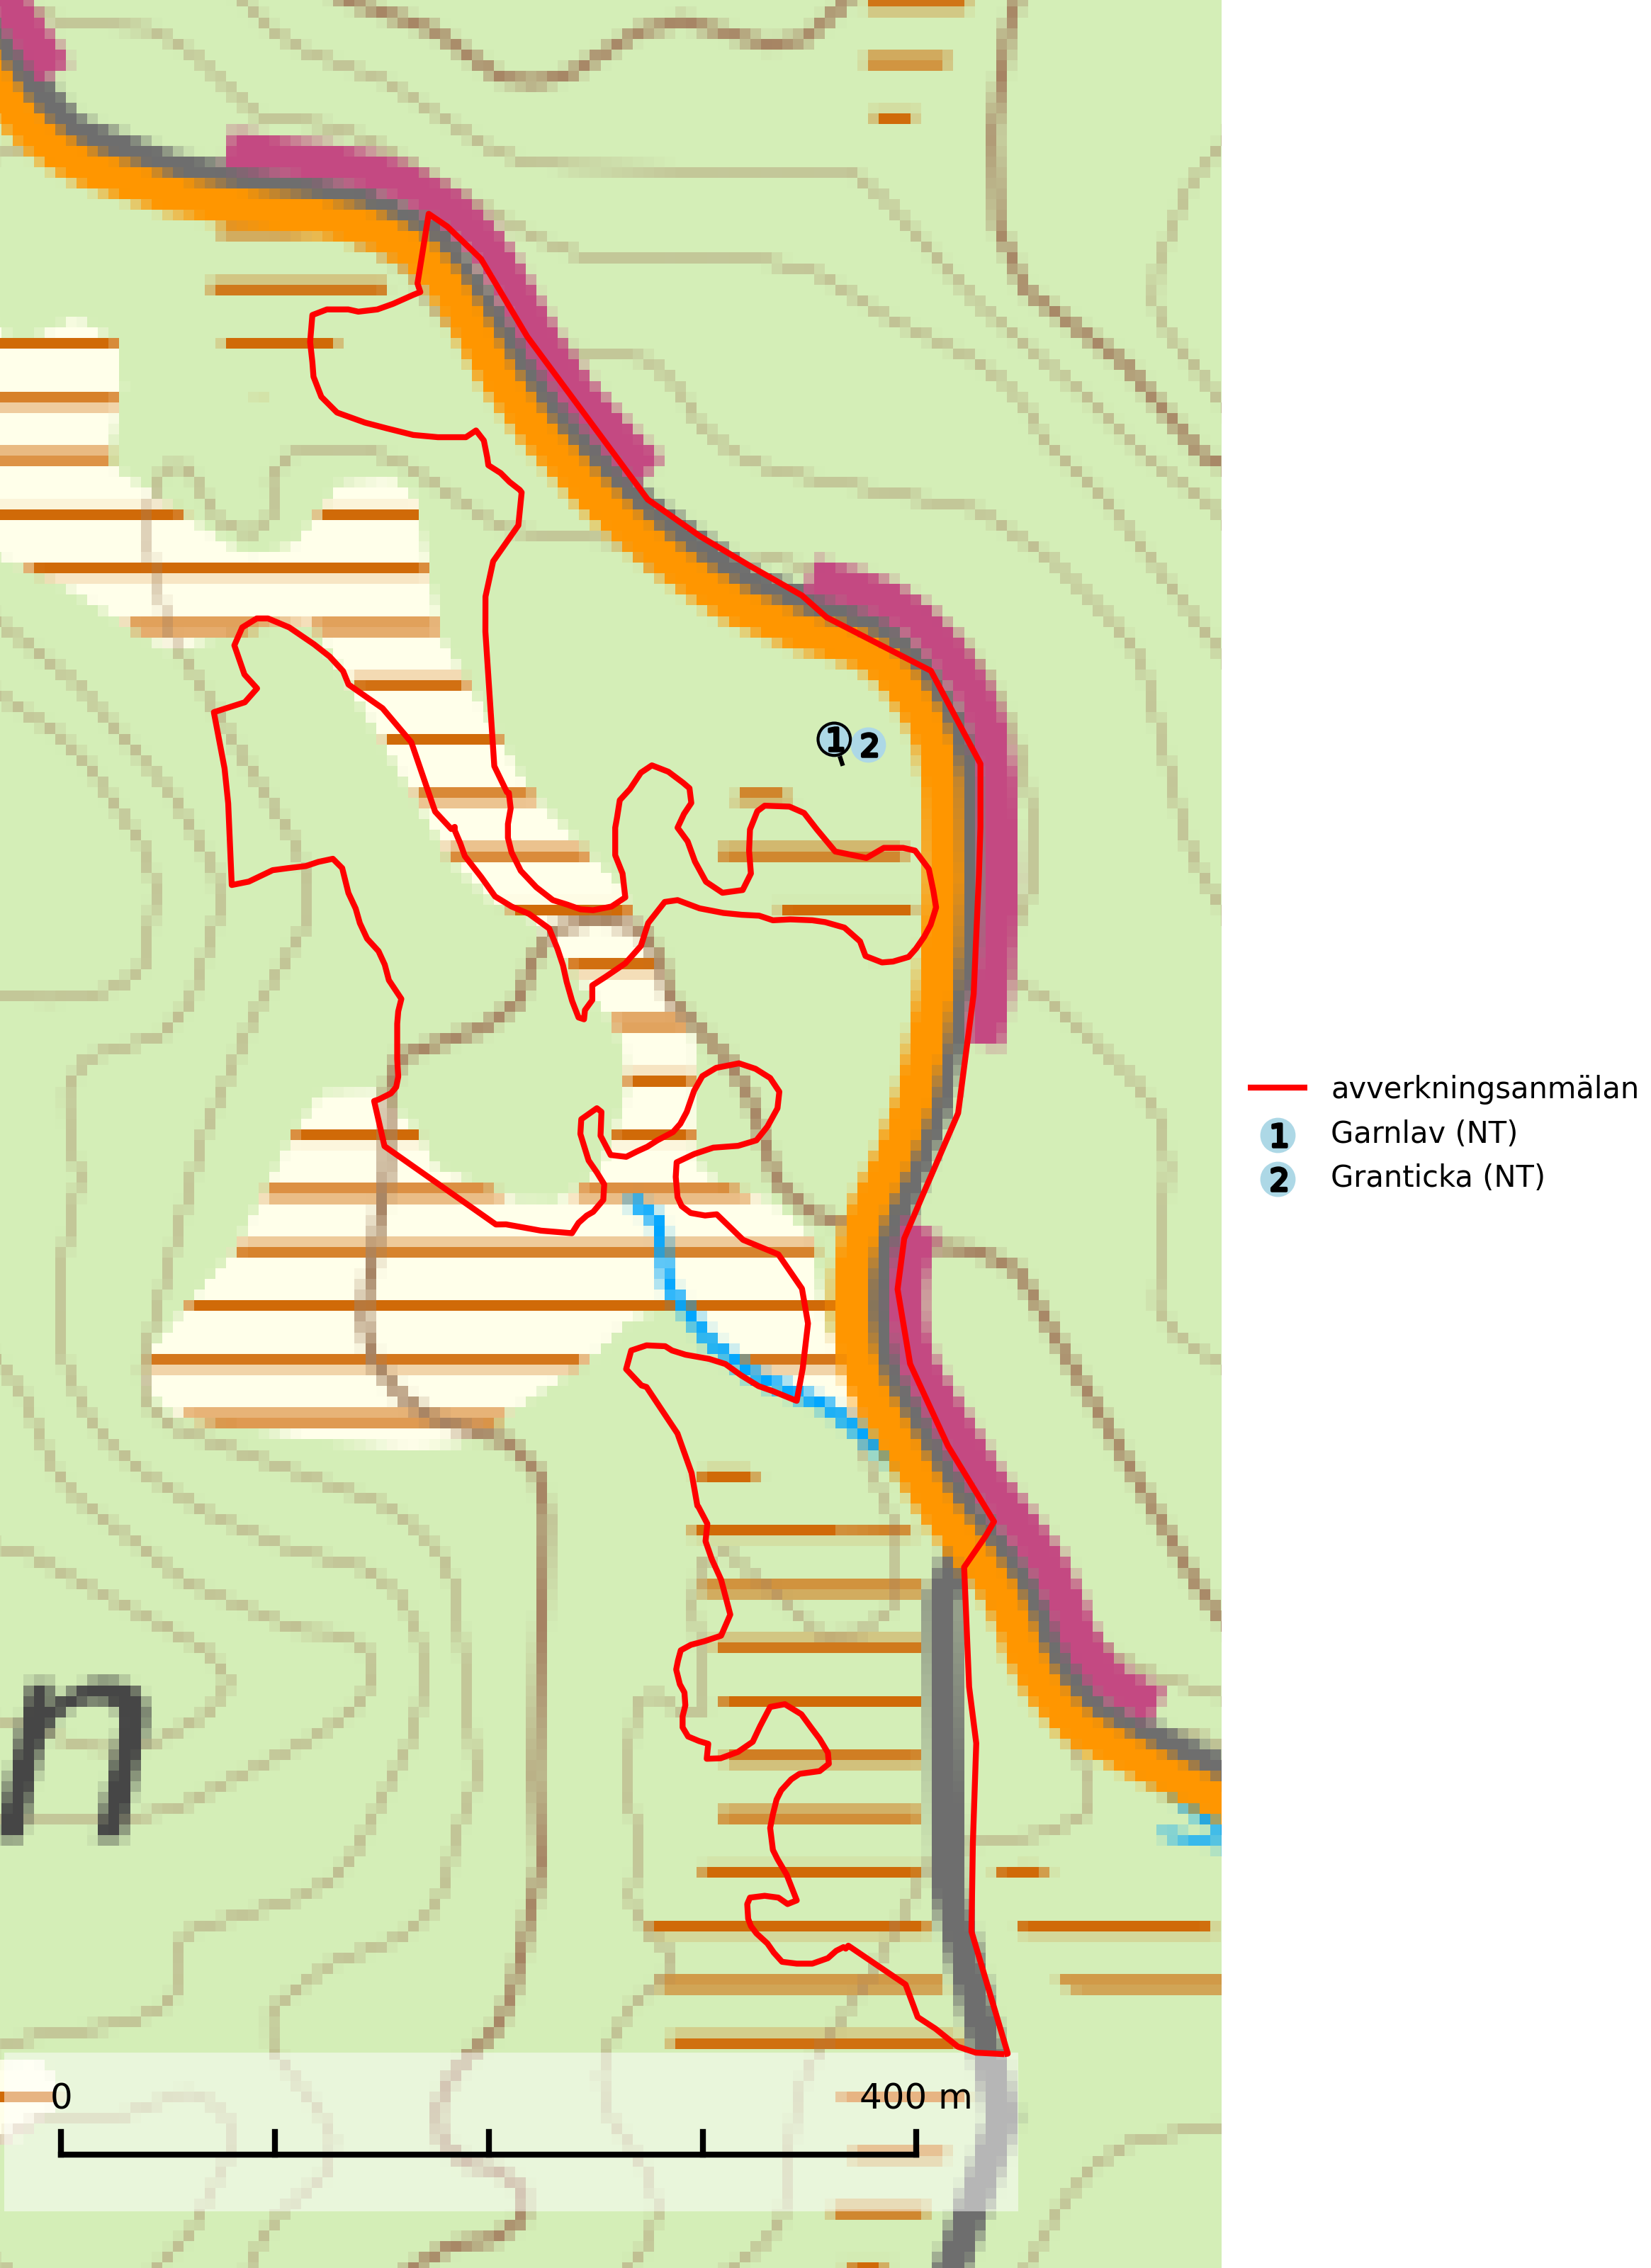 1 2
avverkningsanmälan
1 Garnlav (NT)
2 Granticka (NT)
n
0 400 m